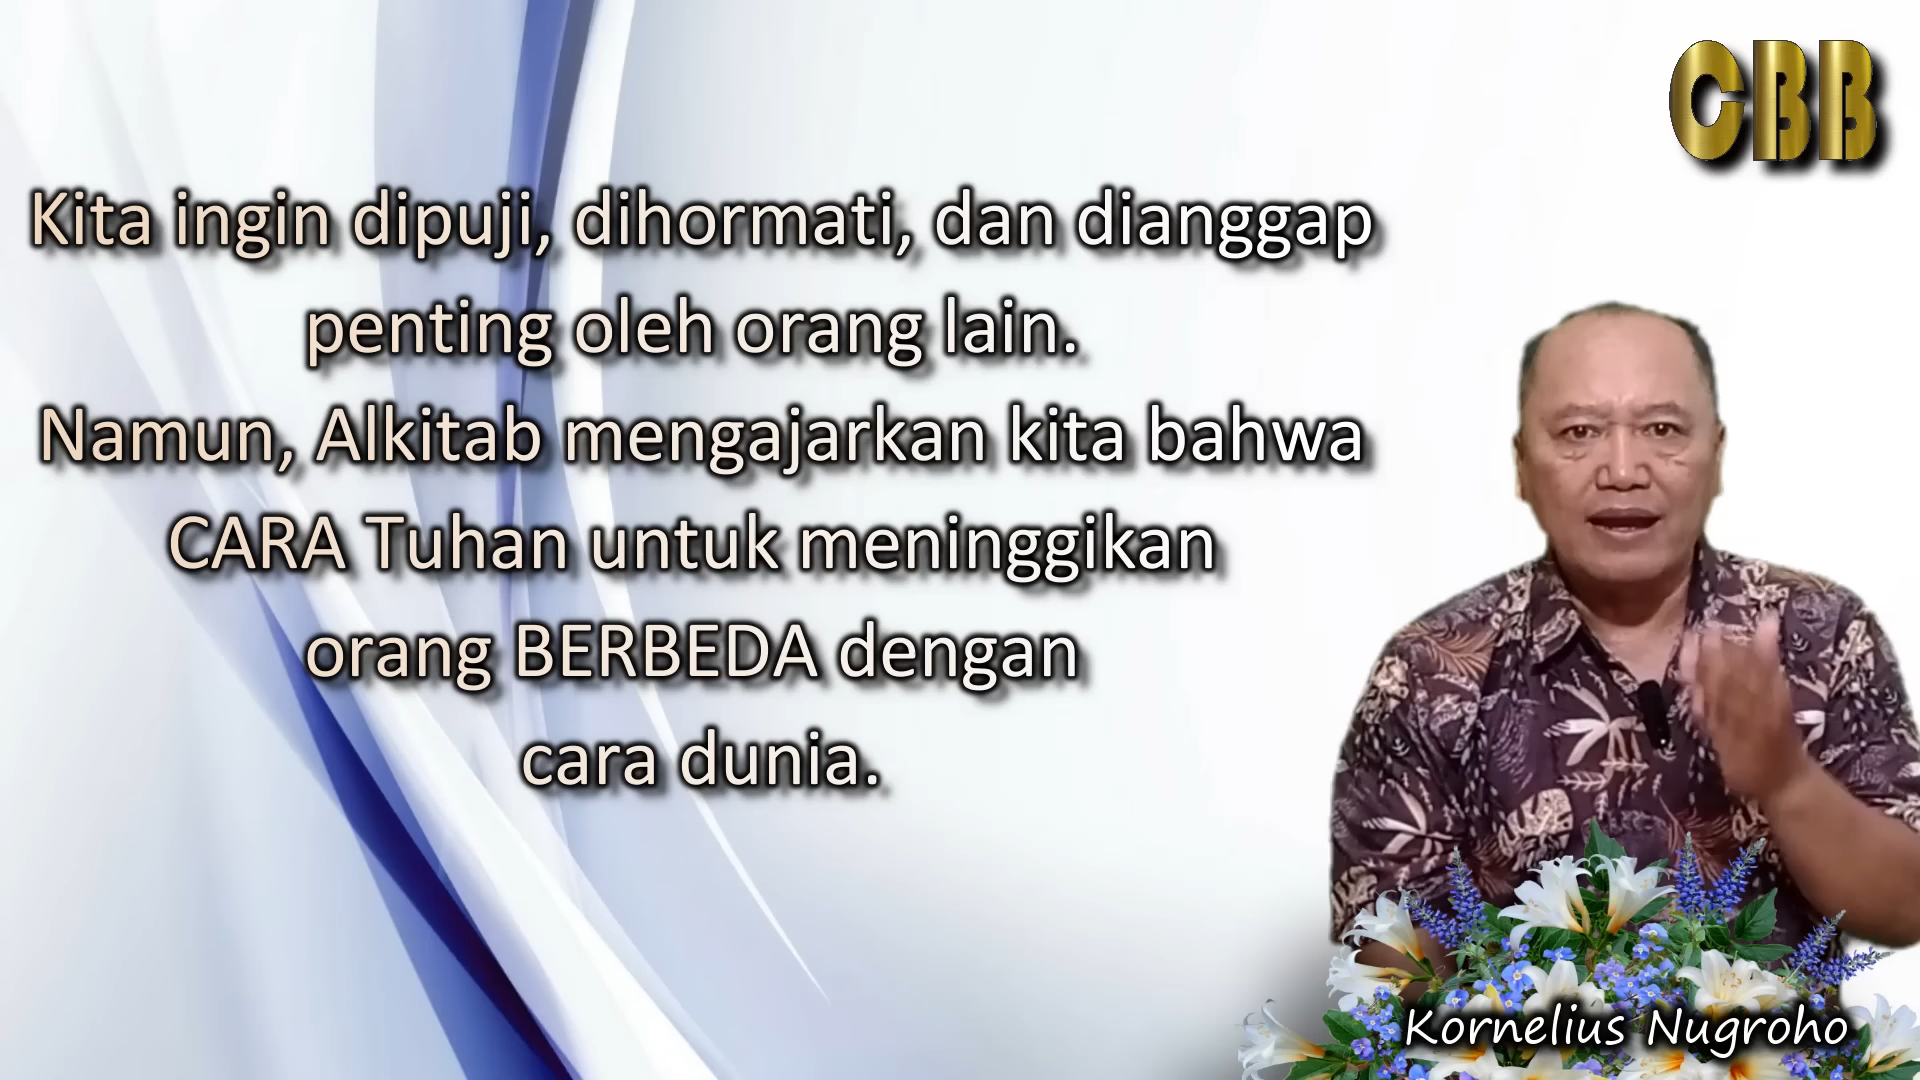 CBB
Kita ingin dipuji, dihormati, dan dianggap
penting oleh orang lain.
Namun, Alkitab mengajarkan kita bahwa
CARA Tuhan untuk meninggikan
orang BERBEDA dengan
cara dunia.
Kornelius Nugroho